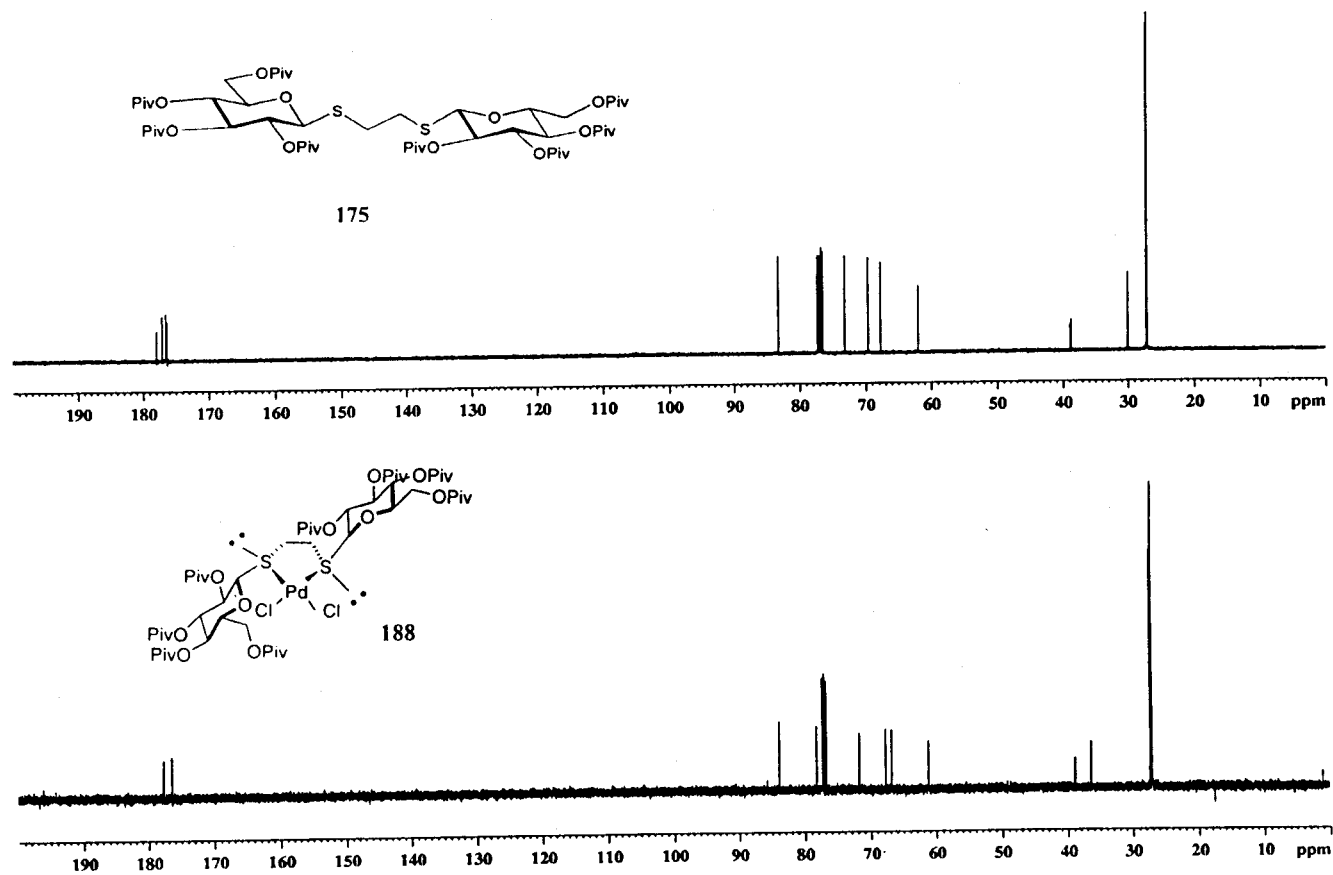 OPiv
PivO O S OPiv
PivO S O OPiv
OPiv PivO OPiv
175
190 180 170 160 150 140 130 120 110 100 90 80 70 60 50 40 30 20 10 ppm
OPiv OPiv
OPiv
PivO O
S S
PivO Pd
O Cl Cl
PivO 188
PivO OPiv
190 180 170 160 150 140 130 120 110 100 90 80 70 60 50 40 30 20 10 ppm